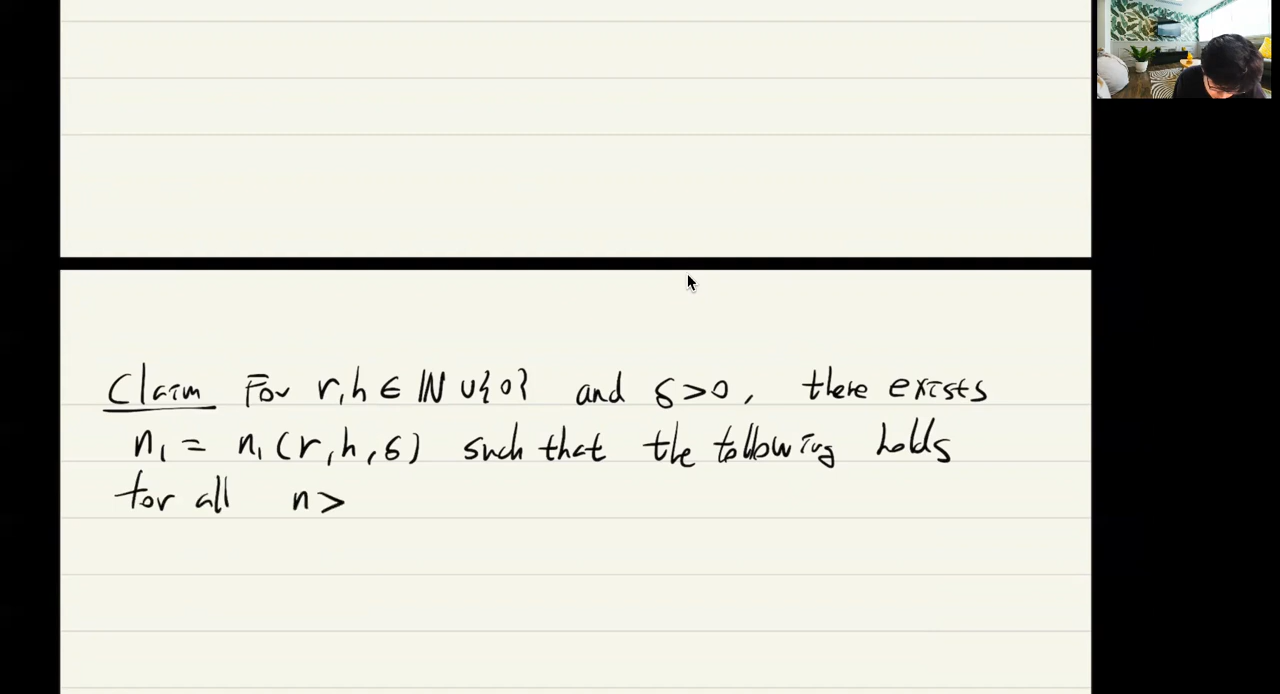 Claim For r, h ∈ ℕ ∪ {0} and δ > 0, there exists
n₁ = n₁ (r, h, δ) such that the following holds
for all n >